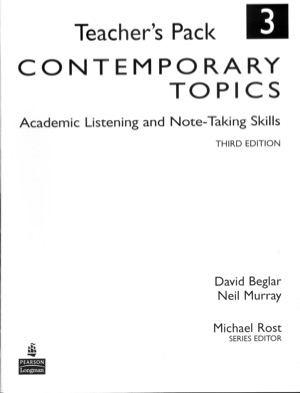 Teacher's Pack 3
CONTEMPORARY
TOPICS
Academic Listening and Note-Taking Skills
THIRD EDITION
David Beglar
Neil Murray
Michael Rost
SERIES EDITOR
PEARSON
Longman